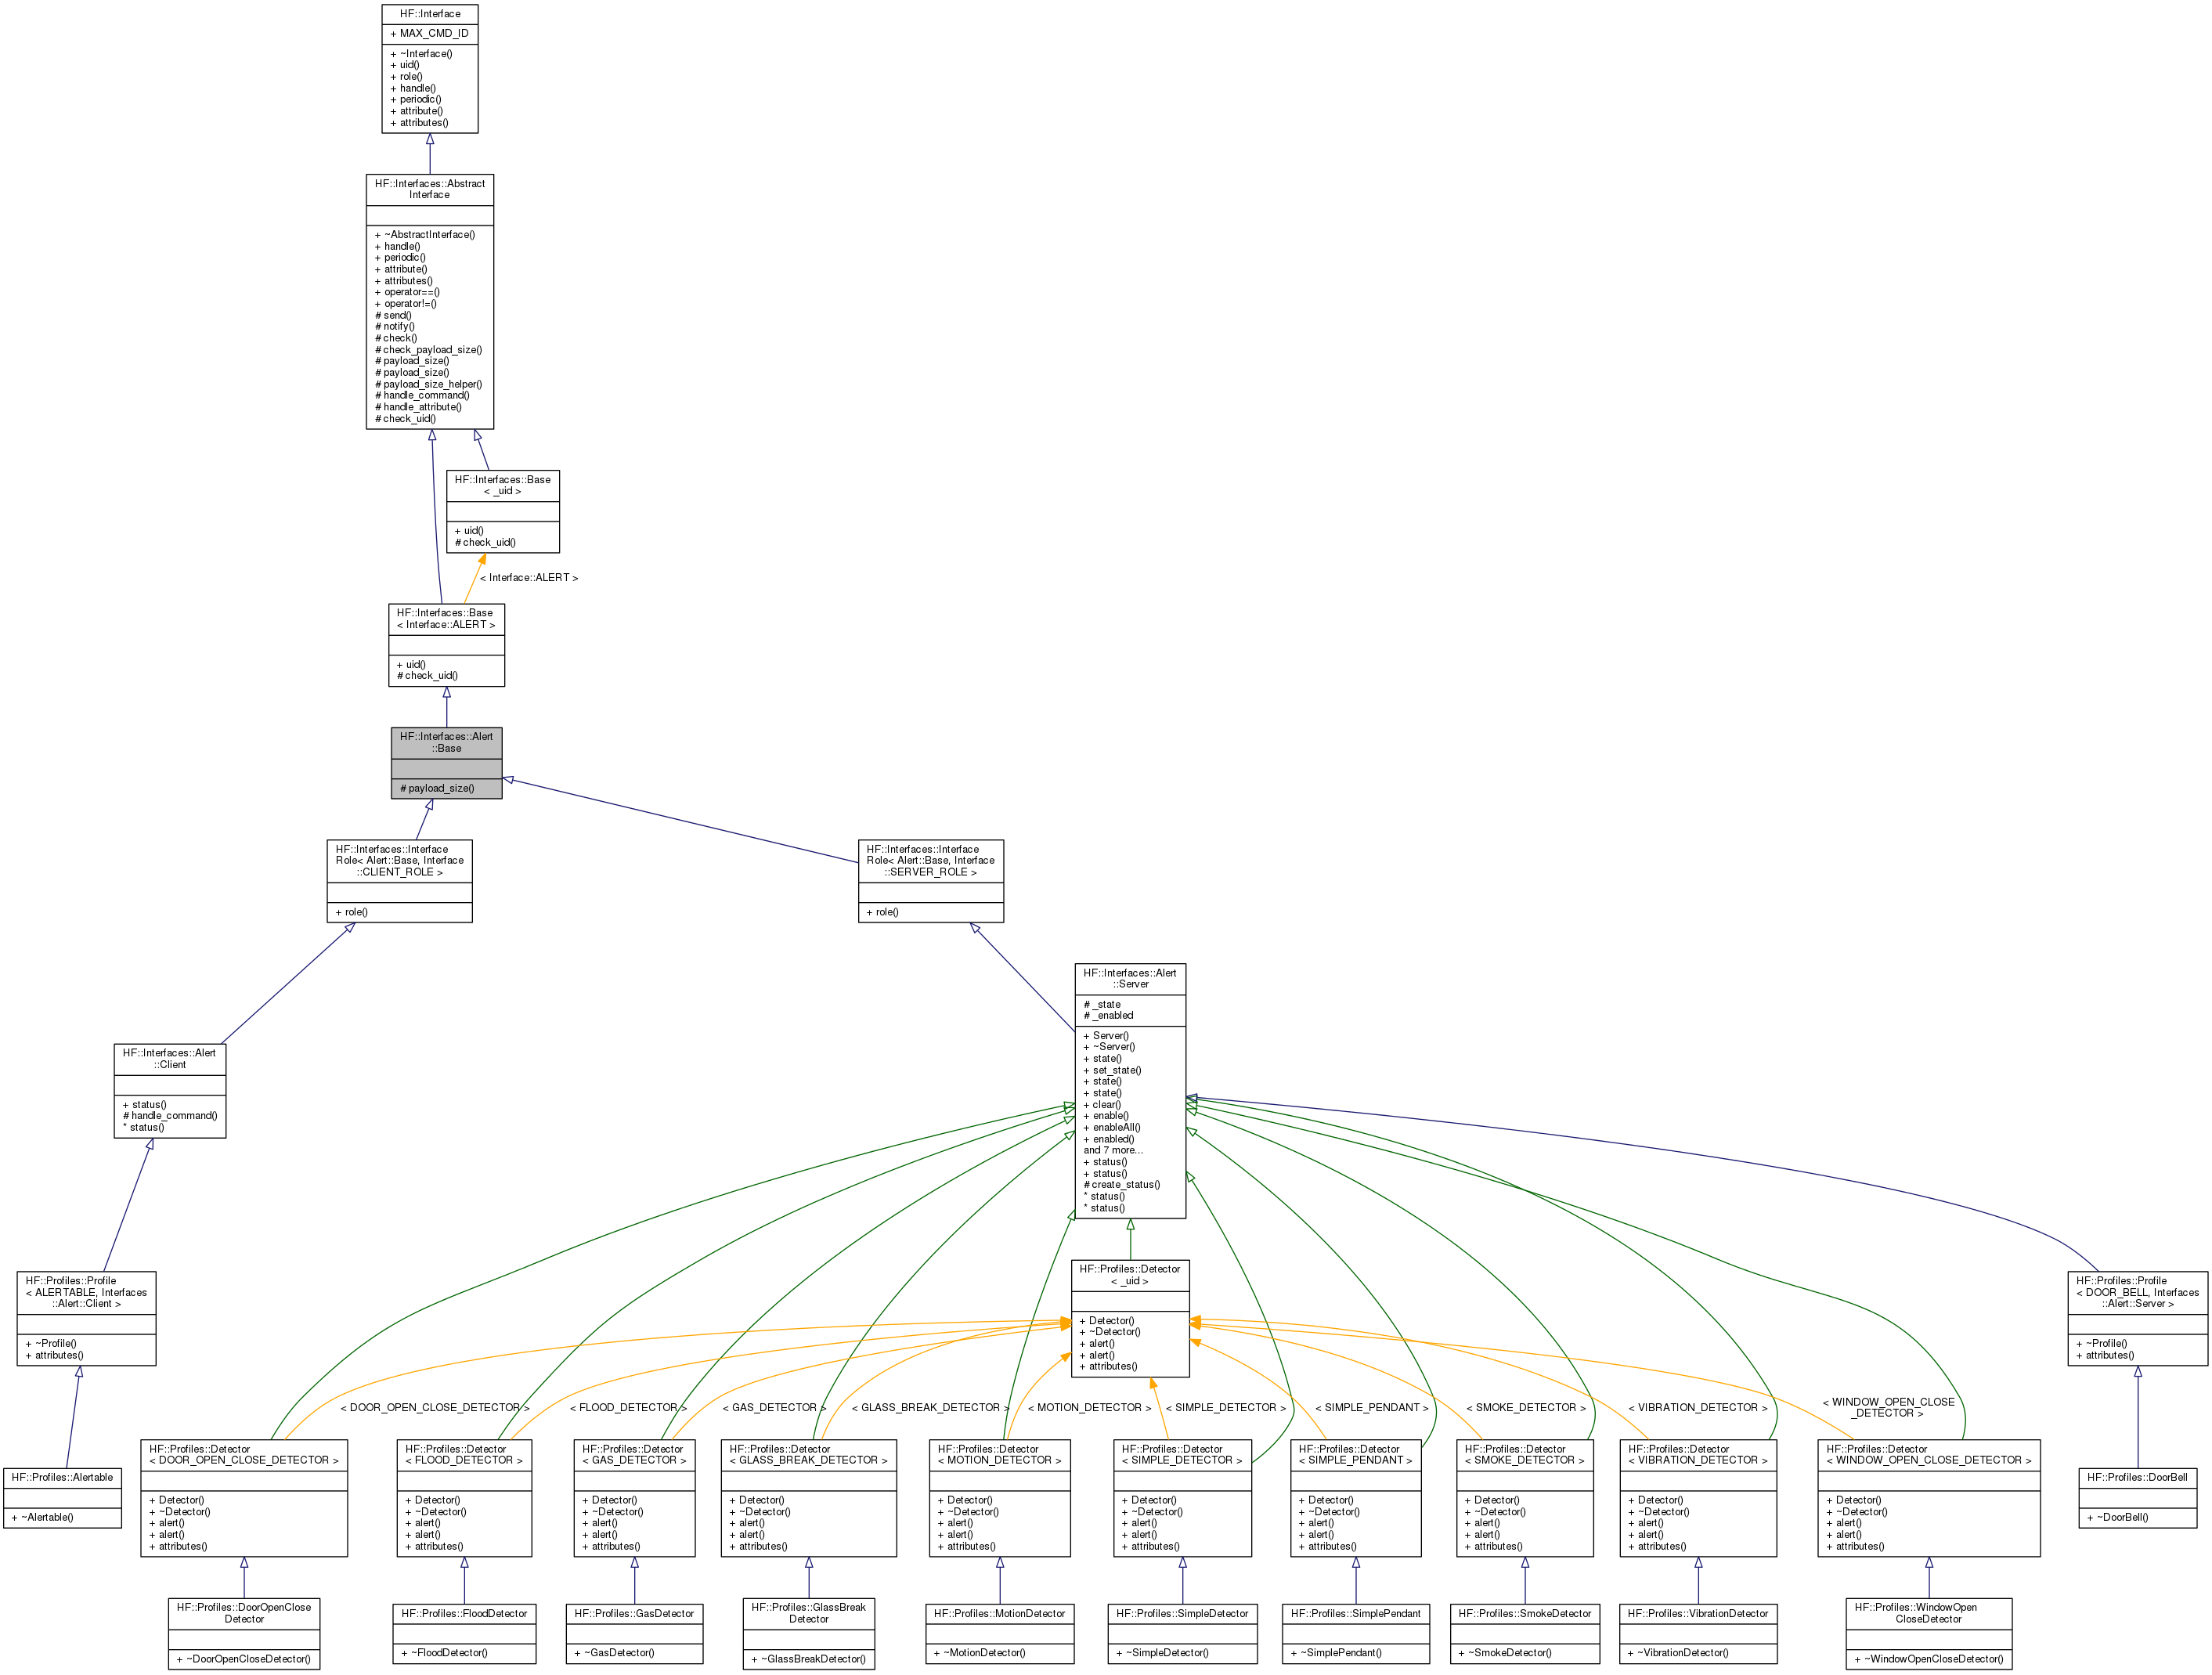 HF::Interface
+ MAX_CMD_ID
+ ~Interface()
+ uid()
+ role()
+ handle()
+ periodic()
+ attribute()
+ attributes()
HF::Interfaces::Abstract
Interface
+ ~AbstractInterface()
+ handle()
+ periodic()
+ attribute()
+ attributes()
+ operator==()
+ operator!=()
# send()
# notify()
# check()
# check_payload_size()
# payload_size()
# payload_size()
# payload_size_helper()
# handle_command()
# handle_attribute()
# check_uid()
HF::Interfaces::Base
< _uid >
+ uid()
# check_uid()
< Interface::ALERT >
HF::Interfaces::Base
< Interface::ALERT >
+ uid()
# check_uid()
HF::Interfaces::Alert
::Base
# payload_size()
HF::Interfaces::Interface
Role< Alert::Base, Interface
::CLIENT_ROLE >
+ role()
HF::Interfaces::Interface
Role< Alert::Base, Interface
::SERVER_ROLE >
+ role()
HF::Interfaces::Alert
::Server
# _state
# _enabled
+ Server()
+ ~Server()
+ state()
+ set_state()
+ state()
+ state()
+ clear()
+ enable()
+ enableAll()
+ enabled()
and 7 more...
+ status()
+ status()
# create_status()
* status()
* status()
HF::Interfaces::Alert
::Client
+ status()
# handle_command()
* status()
HF::Profiles::Profile
< ALERTABLE, Interfaces
::Alert::Client >
+ ~Profile()
+ attributes()
HF::Profiles::Detector
< _uid >
+ Detector()
+ ~Detector()
+ alert()
+ alert()
+ attributes()
HF::Profiles::Profile
< DOOR_BELL, Interfaces
::Alert::Server >
+ ~Profile()
+ attributes()
< DOOR_OPEN_CLOSE_DETECTOR >
< FLOOD_DETECTOR >
< GAS_DETECTOR >
< GLASS_BREAK_DETECTOR >
< MOTION_DETECTOR >
< SIMPLE_DETECTOR >
< SIMPLE_PENDANT >
< SMOKE_DETECTOR >
< VIBRATION_DETECTOR >
< WINDOW_OPEN_CLOSE
_DETECTOR >
HF::Profiles::Alertable
+ ~Alertable()
HF::Profiles::Detector
< DOOR_OPEN_CLOSE_DETECTOR >
+ Detector()
+ ~Detector()
+ alert()
+ alert()
+ attributes()
HF::Profiles::Detector
< FLOOD_DETECTOR >
+ Detector()
+ ~Detector()
+ alert()
+ alert()
+ attributes()
HF::Profiles::Detector
< GAS_DETECTOR >
+ Detector()
+ ~Detector()
+ alert()
+ alert()
+ attributes()
HF::Profiles::Detector
< GLASS_BREAK_DETECTOR >
+ Detector()
+ ~Detector()
+ alert()
+ alert()
+ attributes()
HF::Profiles::Detector
< MOTION_DETECTOR >
+ Detector()
+ ~Detector()
+ alert()
+ alert()
+ attributes()
HF::Profiles::Detector
< SIMPLE_DETECTOR >
+ Detector()
+ ~Detector()
+ alert()
+ alert()
+ attributes()
HF::Profiles::Detector
< SIMPLE_PENDANT >
+ Detector()
+ ~Detector()
+ alert()
+ alert()
+ attributes()
HF::Profiles::Detector
< SMOKE_DETECTOR >
+ Detector()
+ ~Detector()
+ alert()
+ alert()
+ attributes()
HF::Profiles::Detector
< VIBRATION_DETECTOR >
+ Detector()
+ ~Detector()
+ alert()
+ alert()
+ attributes()
HF::Profiles::Detector
< WINDOW_OPEN_CLOSE_DETECTOR >
+ Detector()
+ ~Detector()
+ alert()
+ alert()
+ attributes()
HF::Profiles::DoorBell
+ ~DoorBell()
HF::Profiles::DoorOpenClose
Detector
+ ~DoorOpenCloseDetector()
HF::Profiles::FloodDetector
+ ~FloodDetector()
HF::Profiles::GasDetector
+ ~GasDetector()
HF::Profiles::GlassBreak
Detector
+ ~GlassBreakDetector()
HF::Profiles::MotionDetector
+ ~MotionDetector()
HF::Profiles::SimpleDetector
+ ~SimpleDetector()
HF::Profiles::SimplePendant
+ ~SimplePendant()
HF::Profiles::SmokeDetector
+ ~SmokeDetector()
HF::Profiles::VibrationDetector
+ ~VibrationDetector()
HF::Profiles::WindowOpen
CloseDetector
+ ~WindowOpenCloseDetector()